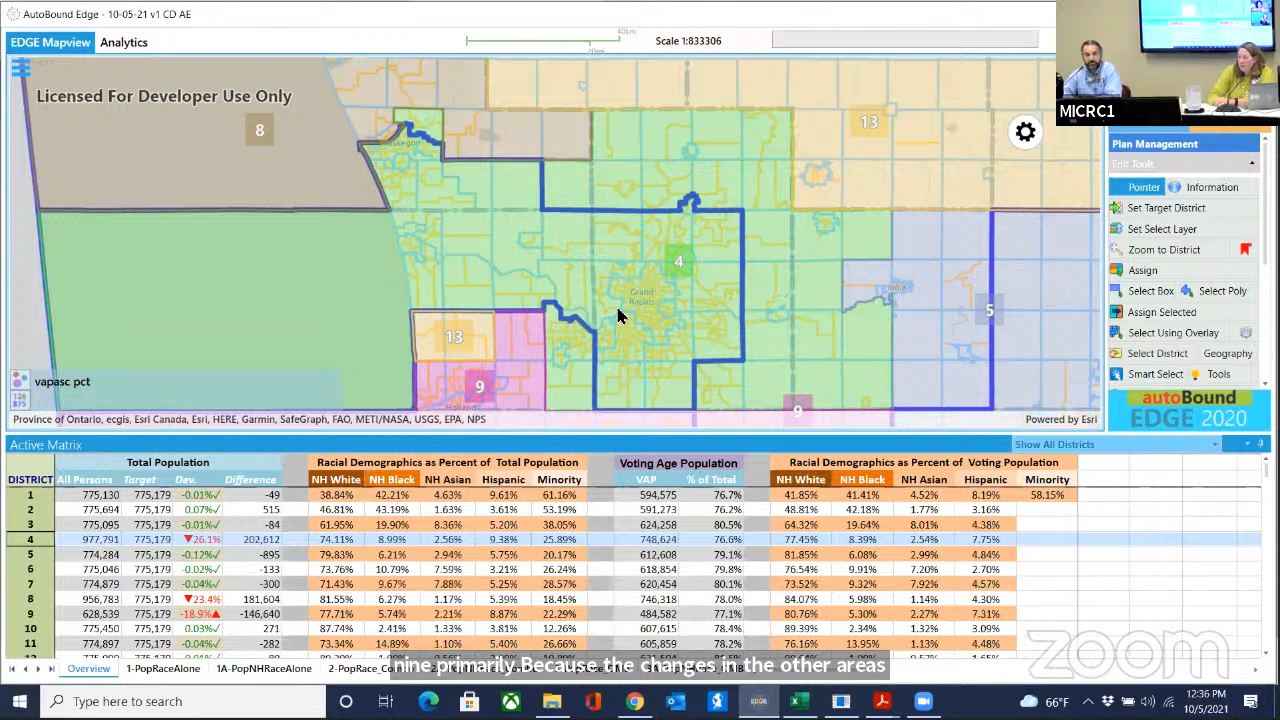 AutoBound Edge - 10-05-21 v1 CD AE
EDGE Mapview
Analytics
40km
20mi
Scale 1:833306
MICRC1
Licensed For Developer Use Only
8
13
4
Grand
Rapids
Ionia
5
13
9
Holland
9
vapasc pct
Province of Ontario, ecgis, Esri Canada, Esri, HERE, Garmin, SafeGraph, FAO, METI/NASA, USGS, EPA, NPS
Powered by Esri
Plan Management
Edit Tools
Pointer Information
Set Target District
Set Select Layer
Zoom to District
Assign
Select Box Select Poly
Assign Selected
Select Using Overlay
Select District Geography
Smart Select Tools
autoBound
EDGE 2020
Active Matrix
Show All Districts
Total Population Racial Demographics as Percent of Total Population Voting Age Population Racial Demographics as Percent of Voting Population
DISTRICT All Persons Target Dev. Difference NH White NH Black NH Asian Hispanic Minority VAP % of Total NH White NH Black NH Asian Hispanic Minority
1 775,130 775,179 -0.01%✓ -49 38.84% 42.21% 4.63% 9.61% 61.16% 594,575 76.7% 41.85% 41.41% 4.52% 8.19% 58.15%
2 775,694 775,179 0.07%✓ 515 46.81% 43.19% 1.63% 3.61% 53.19% 591,273 76.2% 48.81% 42.18% 1.77% 3.16%
3 775,095 775,179 -0.01%✓ -84 61.95% 19.90% 8.36% 5.20% 38.05% 624,258 80.5% 64.32% 19.64% 8.01% 4.38%
4 977,791 775,179 ▼26.1% 202,612 74.11% 8.99% 2.56% 9.38% 25.89% 748,624 76.6% 77.45% 8.39% 2.54% 7.75%
5 774,284 775,179 -0.12%✓ -895 79.83% 6.21% 2.94% 5.75% 20.17% 612,608 79.1% 81.85% 6.08% 2.99% 4.84%
6 775,046 775,179 -0.02%✓ -133 73.76% 10.79% 7.59% 3.21% 26.24% 618,854 79.8% 76.54% 9.91% 7.20% 2.70%
7 774,879 775,179 -0.04%✓ -300 71.43% 9.67% 7.88% 5.25% 28.57% 620,454 80.1% 73.52% 9.32% 7.92% 4.57%
8 956,783 775,179 ▼23.4% 181,604 81.55% 6.27% 1.17% 5.39% 18.45% 746,318 78.0% 84.07% 5.98% 1.14% 4.30%
9 628,539 775,179 -18.9%▲ -146,640 77.71% 5.74% 2.21% 8.87% 22.29% 484,582 77.1% 80.76% 5.30% 2.27% 7.31%
10 775,450 775,179 0.03%✓ 271 87.74% 2.41% 1.33% 3.81% 12.26% 607,615 78.4% 89.39% 2.34% 1.32% 3.09%
11 774,897 775,179 -0.04%✓ -282 73.34% 14.89% 1.10% 5.40% 26.66%
nine primarily.Because the changes in the other areas
Overview 1-PopRaceAlone 1A-PopNHRaceAlone
zoom
Type here to search
66°F
12:36 PM
10/5/2021